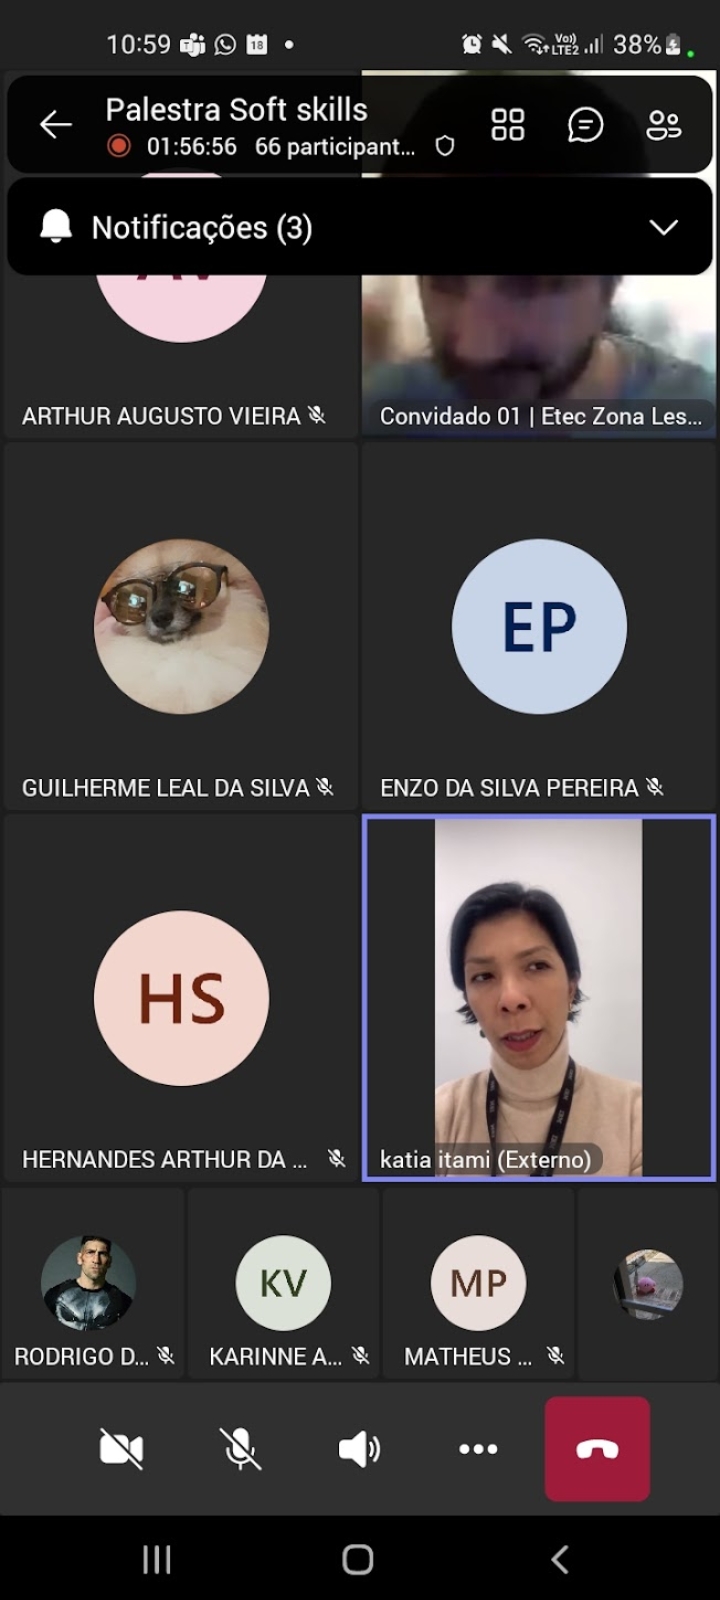 10:59
18
Vo))
LTE2
38%
Palestra Soft skills
01:56:56 66 participant...
Notificações (3)
ARTHUR AUGUSTO VIEIRA
Convidado 01 | Etec Zona Les...
EP
GUILHERME LEAL DA SILVA
ENZO DA SILVA PEREIRA
HS
HERNANDES ARTHUR DA ...
katia itami (Externo)
KV
MP
RODRIGO D...
KARINNE A...
MATHEUS ...